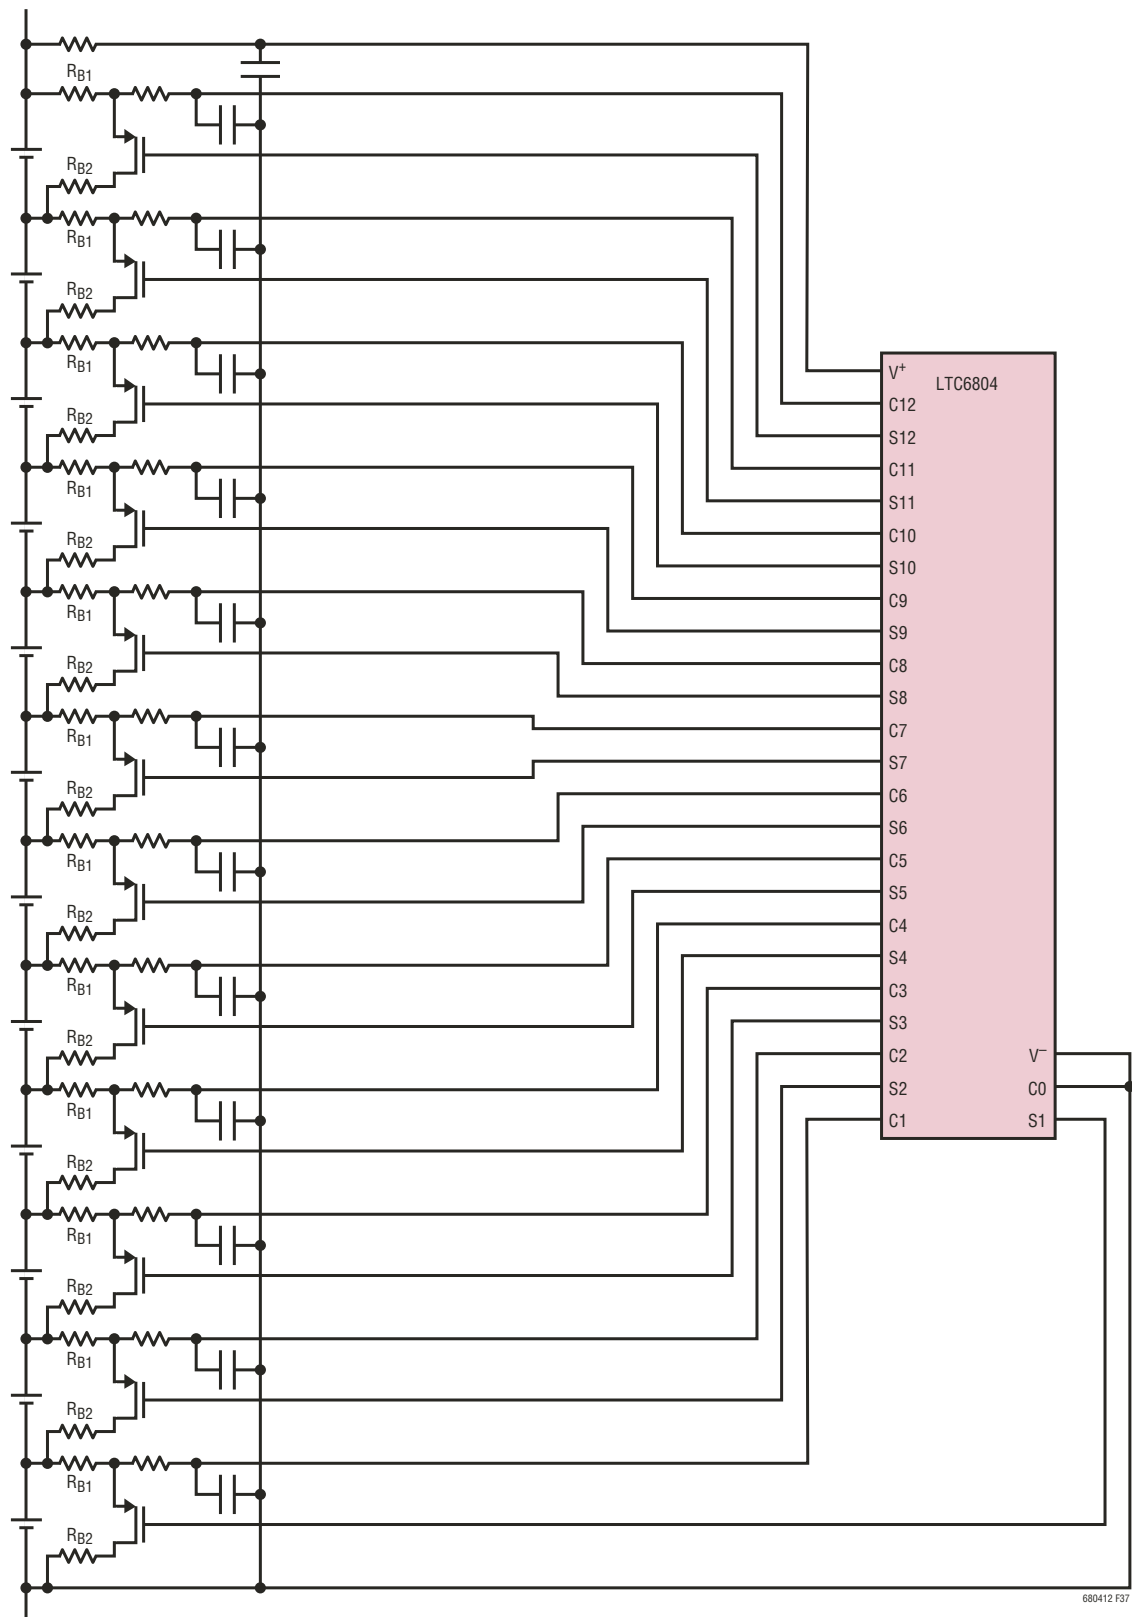 RB1
RB2
RB1
RB2
RB1
RB2
RB1
RB2
RB1
RB2
RB1
RB2
RB1
RB2
RB1
RB2
RB1
RB2
RB1
RB2
RB1
RB2
RB1
RB2
LTC6804
V+
C12
S12
C11
S11
C10
S10
C9
S9
C8
S8
C7
S7
C6
S6
C5
S5
C4
S4
C3
S3
C2
S2
C1
V–
C0
S1
680412 F37